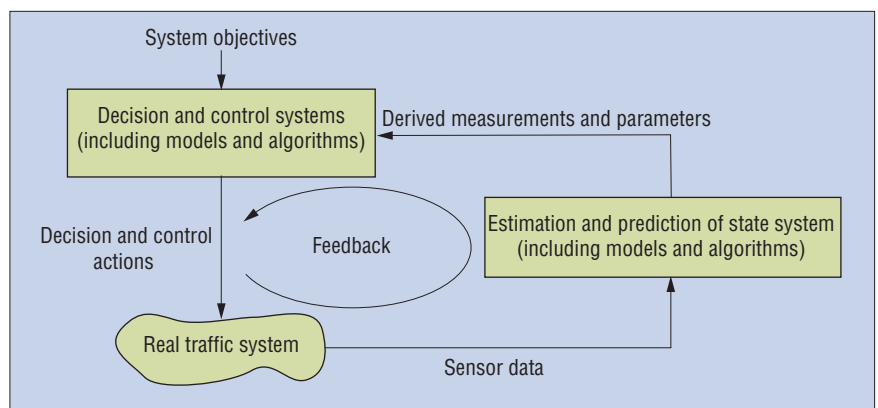 System objectives
Decision and control systems
(including models and algorithms)
Derived measurements and parameters
Estimation and prediction of state system
(including models and algorithms)
Decision and control
actions
Feedback
Real traffic system
Sensor data